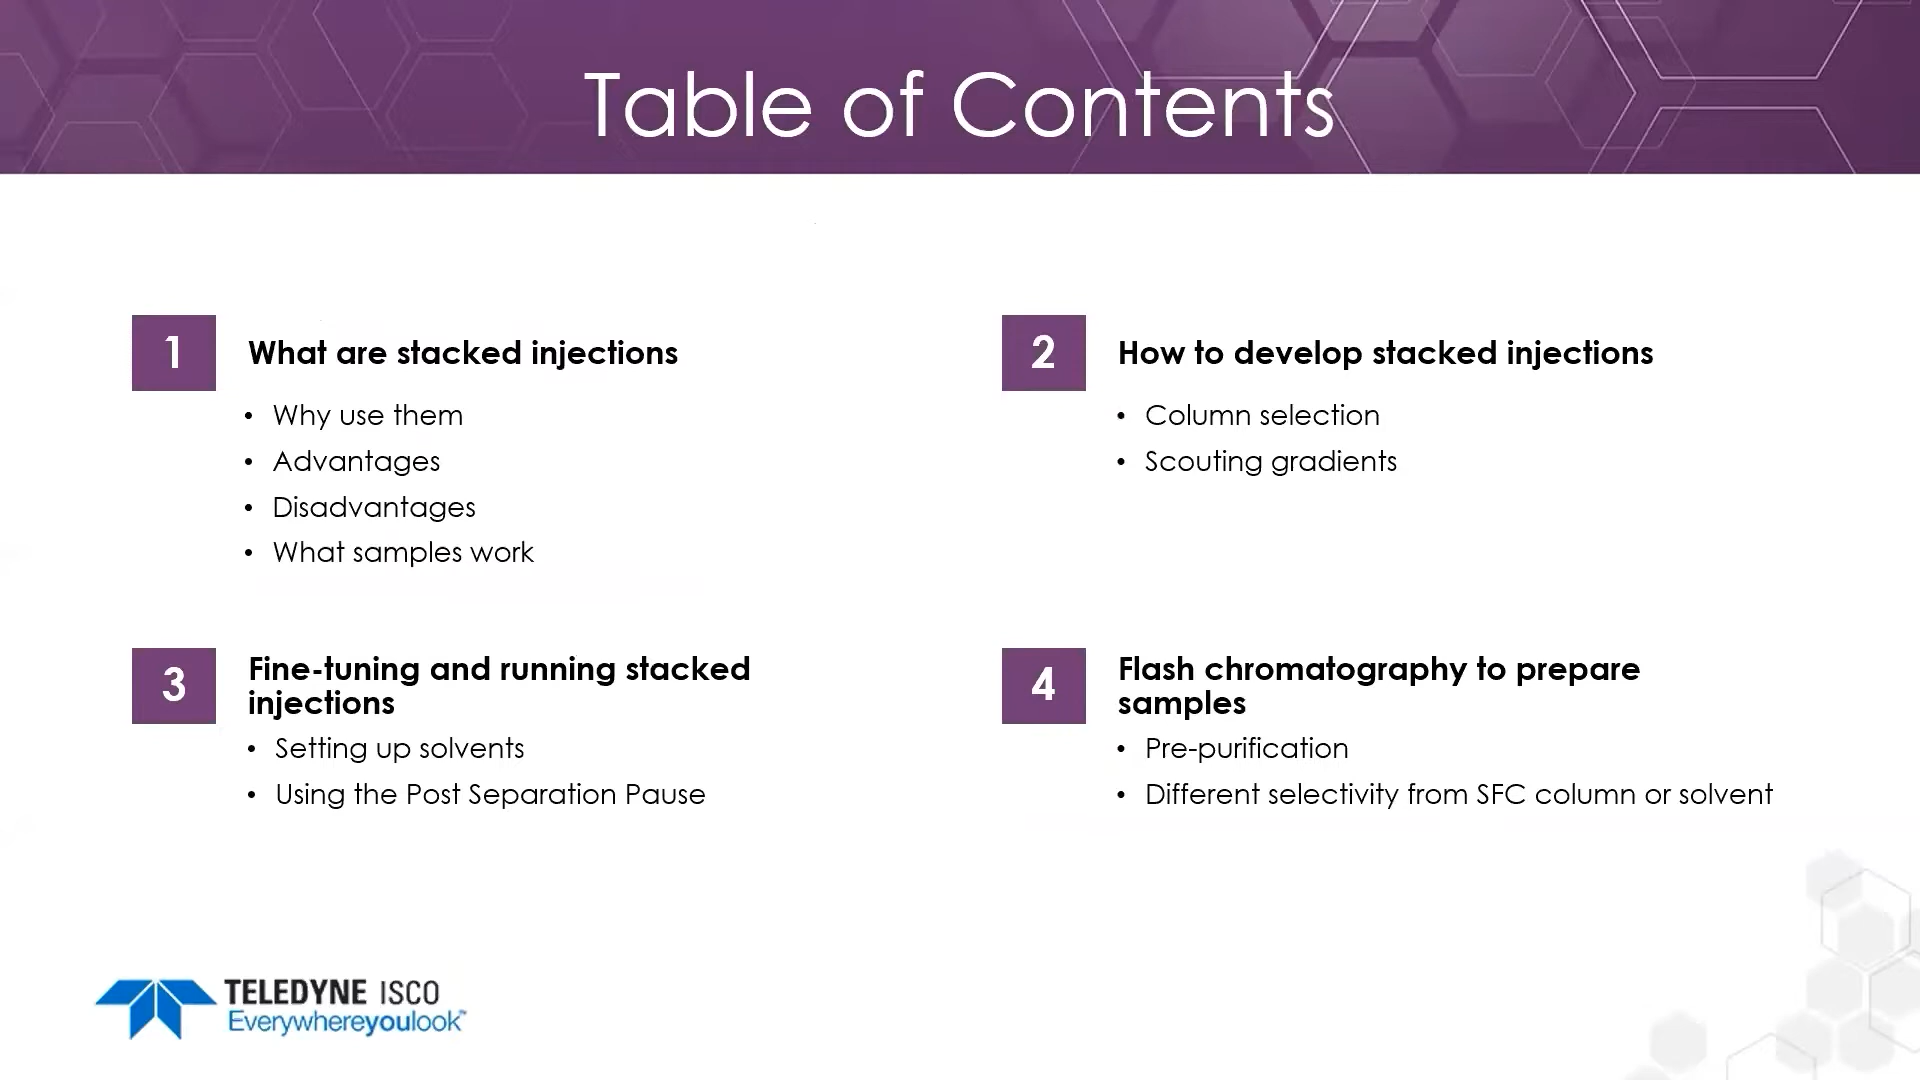 Table of Contents
1
What are stacked injections
• Why use them
• Advantages
• Disadvantages
• What samples work
2
How to develop stacked injections
• Column selection
• Scouting gradients
3
Fine-tuning and running stacked
injections
• Setting up solvents
• Using the Post Separation Pause
4
Flash chromatography to prepare
samples
• Pre-purification
• Different selectivity from SFC column or solvent
TELEDYNE ISCO
Everywhereyoulook™